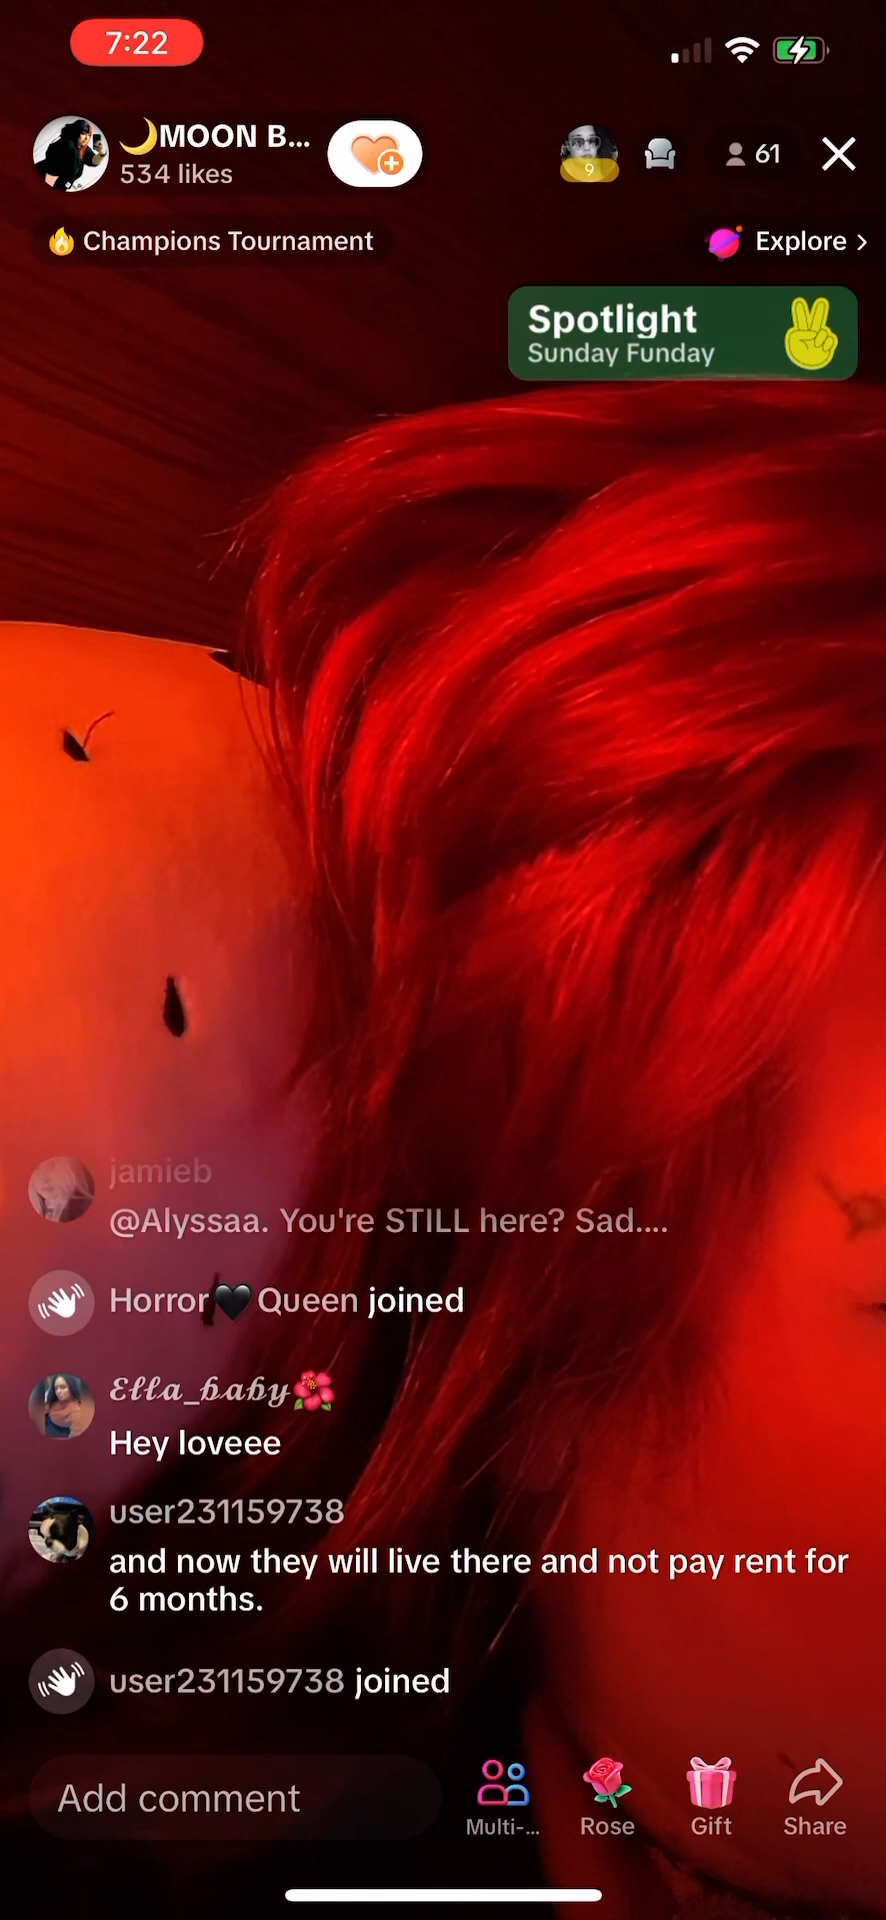 7:22
🌙MOON B...
534 likes
9
61
🔥 Champions Tournament
Explore >
Spotlight
Sunday Funday
jamieb
@Alyssaa. You're STILL here? Sad....
Horror🖤Queen joined
𝓔𝓵𝓵𝓪_𝓫𝓪𝓫𝔂🌺
Hey loveee
user231159738
and now they will live there and not pay rent for
6 months.
user231159738 joined
Add comment
Multi-...
Rose
Gift
Share